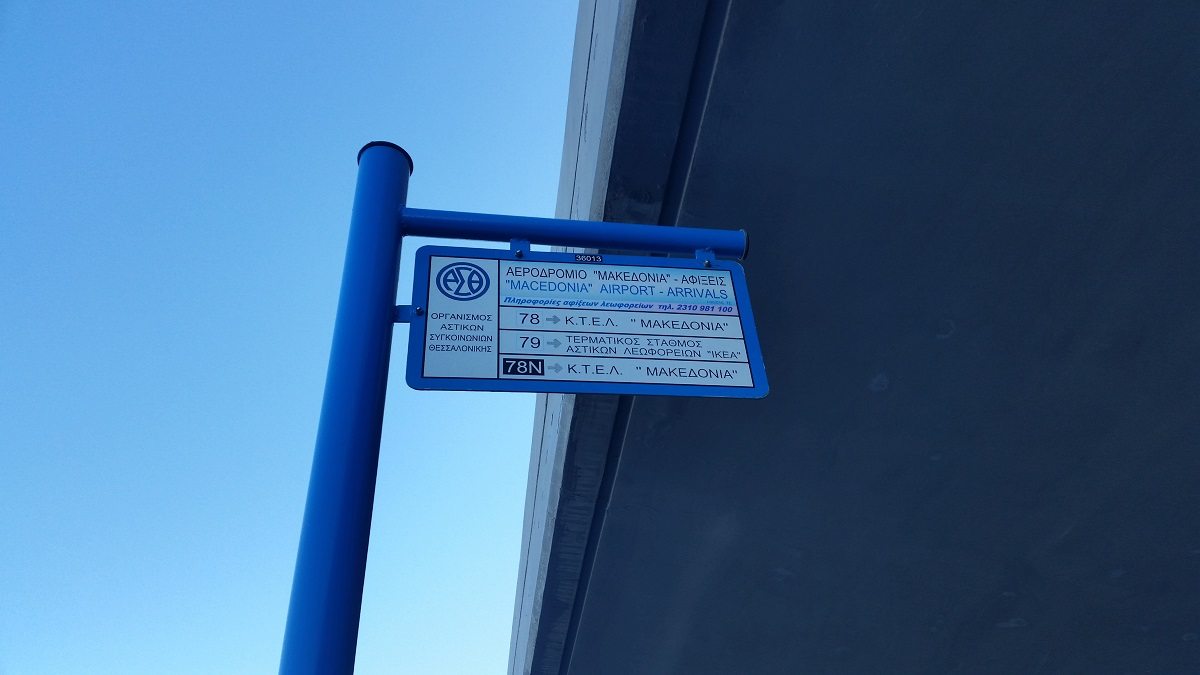 36013
ΑΣΘ
ΟΡΓΑΝΙΣΜΟΣ
ΑΣΤΙΚΩΝ
ΣΥΓΚΟΙΝΩΝΙΩΝ
ΘΕΣΣΑΛΟΝΙΚΗΣ
ΑΕΡΟΔΡΟΜΙΟ "ΜΑΚΕΔΟΝΙΑ" - ΑΦΙΞΕΙΣ
"MACEDONIA" AIRPORT - ARRIVALS
Πληροφορίες αφίξεων λεωφορείων τηλ. 2310 981 100
78 → Κ.Τ.Ε.Λ. " ΜΑΚΕΔΟΝΙΑ"
79 → ΤΕΡΜΑΤΙΚΟΣ ΣΤΑΘΜΟΣ
ΑΣΤΙΚΩΝ ΛΕΩΦΟΡΕΙΩΝ "ΙΚΕΑ"
78N → Κ.Τ.Ε.Λ. " ΜΑΚΕΔΟΝΙΑ"